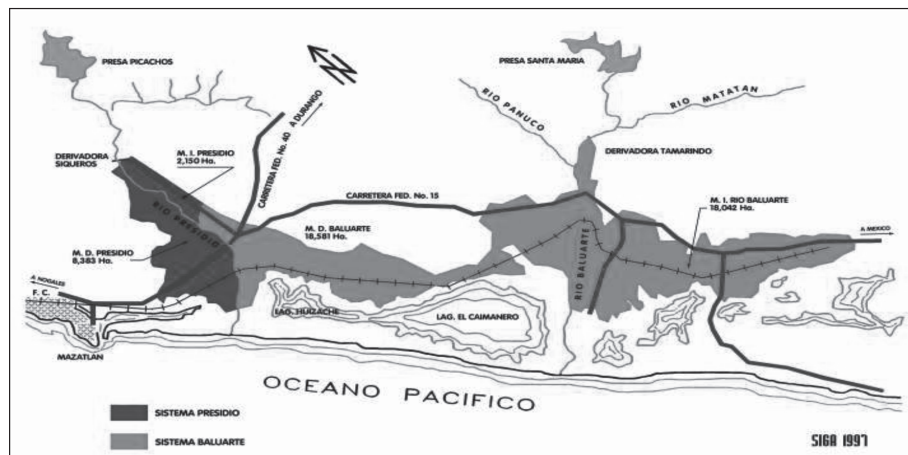 PRESA PICACHOS
N
PRESA SANTA MARIA
RIO PANUCO
RIO MATATAN
A DURANGO
CARRETERA FED. No. 40
M. I. PRESIDIO
2,150 Ha.
DERIVADORA
SIQUEROS
DERIVADORA TAMARINDO
RIO PRESIDIO
CARRETERA FED. No. 15
M. I. RIO BALUARTE
18,042 Ha.
M. D. BALUARTE
18,581 Ha.
M. D. PRESIDIO
8,383 Ha.
RIO BALUARTE
A MEXICO
A NOGALES
F. C.
LAG. HUIZACHE
LAG. EL CAIMANERO
MAZATLAN
OCEANO PACIFICO
SISTEMA PRESIDIO
SISTEMA BALUARTE
SIGA 1997